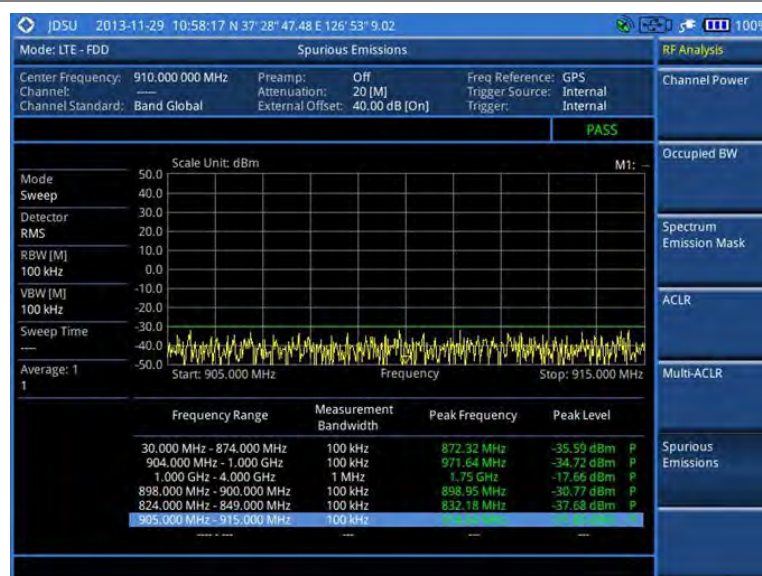 JDSU 2013-11-29 10:58:17 N 37' 28" 47.48 E 126' 53" 9.02 100%
Mode: LTE - FDD Spurious Emissions RF Analysis
Center Frequency: 910.000 000 MHz Preamp: Off Freq Reference: GPS
Channel: ---- Attenuation: 20 [M] Trigger Source: Internal
Channel Standard: Band Global External Offset: 40.00 dB [On] Trigger: Internal
PASS
Channel Power
Occupied BW
Spectrum
Emission Mask
ACLR
Multi-ACLR
Spurious
Emissions
Mode
Sweep
Detector
RMS
RBW [M]
100 kHz
VBW [M]
100 kHz
Sweep Time
----
Average: 1
1
Scale Unit: dBm M1: --
50.0
40.0
30.0
20.0
10.0
0.0
-10.0
-20.0
-30.0
-40.0
-50.0
Start: 905.000 MHz Frequency Stop: 915.000 MHz
Frequency Range Measurement Bandwidth Peak Frequency Peak Level
30.000 MHz - 874.000 MHz 100 kHz 872.32 MHz -35.59 dBm P
904.000 MHz - 1.000 GHz 100 kHz 971.64 MHz -34.72 dBm P
1.000 GHz - 4.000 GHz 1 MHz 1.75 GHz -17.66 dBm P
898.000 MHz - 900.000 MHz 100 kHz 898.95 MHz -30.77 dBm P
824.000 MHz - 849.000 MHz 100 kHz 832.18 MHz -37.68 dBm P
905.000 MHz - 915.000 MHz 100 kHz P
---- - --- --- --- ---